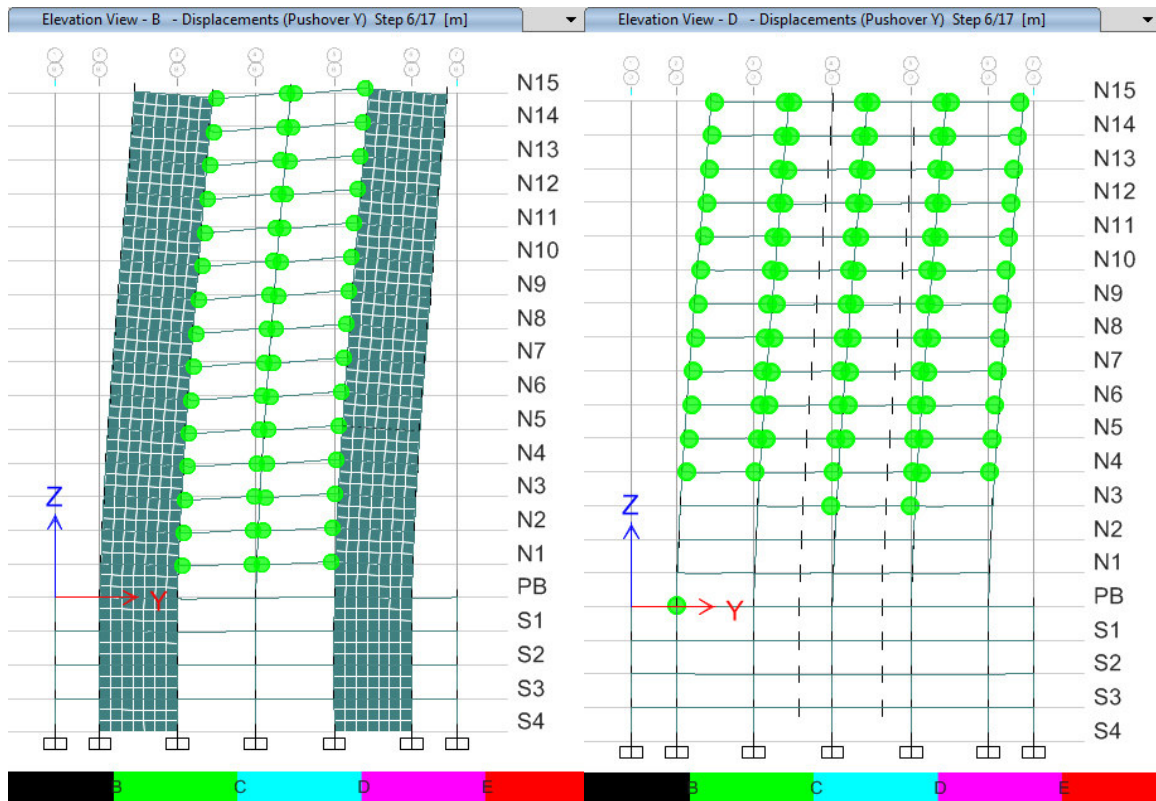 Elevation View - B - Displacements (Pushover Y) Step 6/17 [m]
N15
N14
N13
N12
N11
N10
N9
N8
N7
N6
N5
N4
N3
N2
N1
PB
S1
S2
S3
S4
Z
Y
B C D E
Elevation View - D - Displacements (Pushover Y) Step 6/17 [m]
N15
N14
N13
N12
N11
N10
N9
N8
N7
N6
N5
N4
N3
N2
N1
PB
S1
S2
S3
S4
Z
Y
B C D E